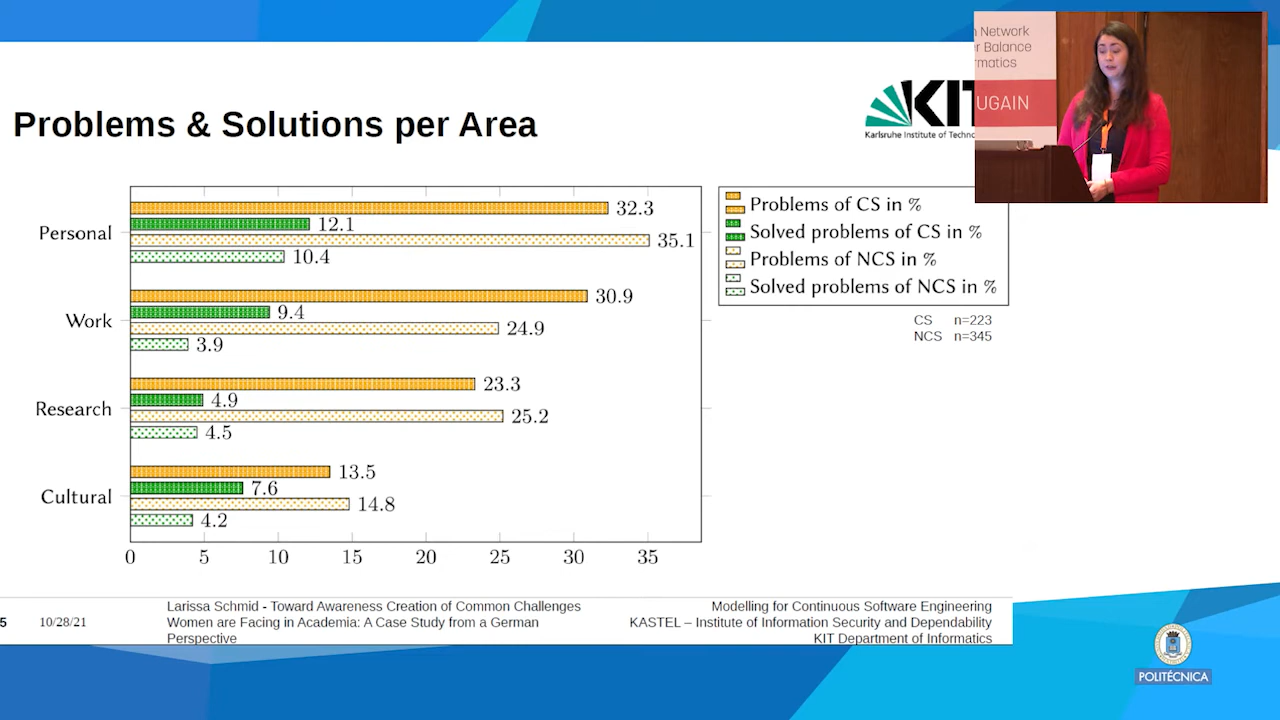 n Network
r Balance
rmatics
UGAIN
KIT
Karlsruhe Institute of Techno
Problems & Solutions per Area
Personal
32.3
12.1
35.1
10.4
Work
30.9
9.4
24.9
3.9
Research
23.3
4.9
25.2
4.5
Cultural
13.5
7.6
14.8
4.2
0 5 10 15 20 25 30 35
Problems of CS in %
Solved problems of CS in %
Problems of NCS in %
Solved problems of NCS in %
CS n=223
NCS n=345
5 10/28/21
Larissa Schmid - Toward Awareness Creation of Common Challenges
Women are Facing in Academia: A Case Study from a German
Perspective
Modelling for Continuous Software Engineering
KASTEL – Institute of Information Security and Dependability
KIT Department of Informatics
POLITÉCNICA